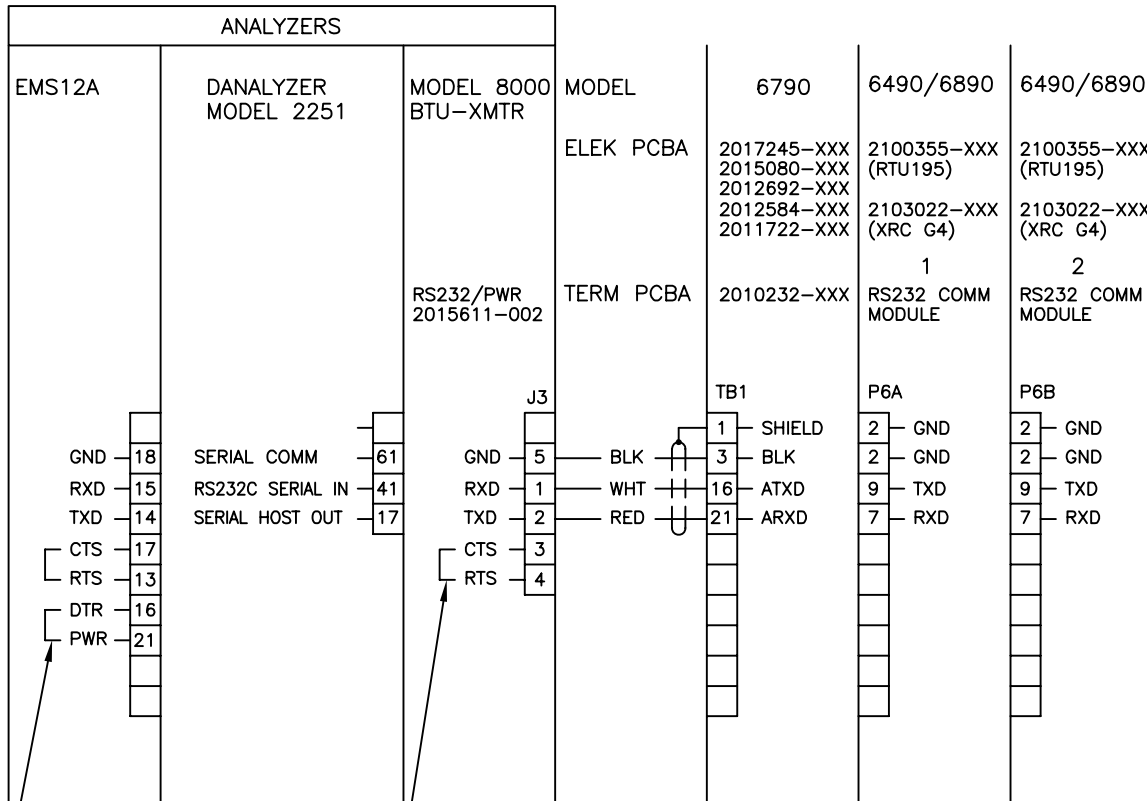 ANALYZERS
EMS12A
DANALYZER
MODEL 2251
MODEL 8000
BTU-XMTR
RS232/PWR
2015611-002
MODEL
ELEK PCBA
TERM PCBA
6790
2017245-XXX
2015080-XXX
2012692-XXX
2012584-XXX
2011722-XXX
2010232-XXX
6490/6890
2100355-XXX
(RTU195)
2103022-XXX
(XRC G4)
1
RS232 COMM
MODULE
6490/6890
2100355-XXX
(RTU195)
2103022-XXX
(XRC G4)
2
RS232 COMM
MODULE
GND 18
RXD 15
TXD 14
CTS 17
RTS 13
DTR 16
PWR 21
SERIAL COMM 61
RS232C SERIAL IN 41
SERIAL HOST OUT 17
J3
GND 5 BLK
RXD 1 WHT
TXD 2 RED
CTS 3
RTS 4
TB1
1 SHIELD
3 BLK
16 ATXD
21 ARXD
P6A
2 GND
2 GND
9 TXD
7 RXD
P6B
2 GND
2 GND
9 TXD
7 RXD